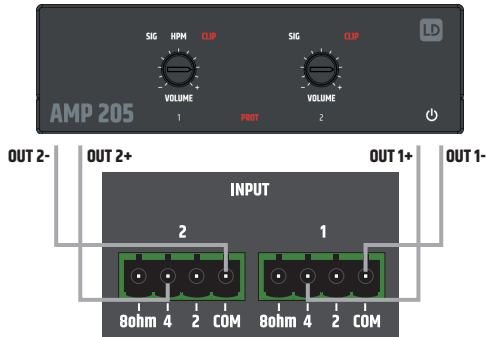 SIG HPM CLIP SIG CLIP LD
- + - +
VOLUME VOLUME
AMP 205 1 PROT 2
OUT 2- OUT 2+ OUT 1+ OUT 1-
INPUT
2 1
8ohm 4 2 COM 8ohm 4 2 COM